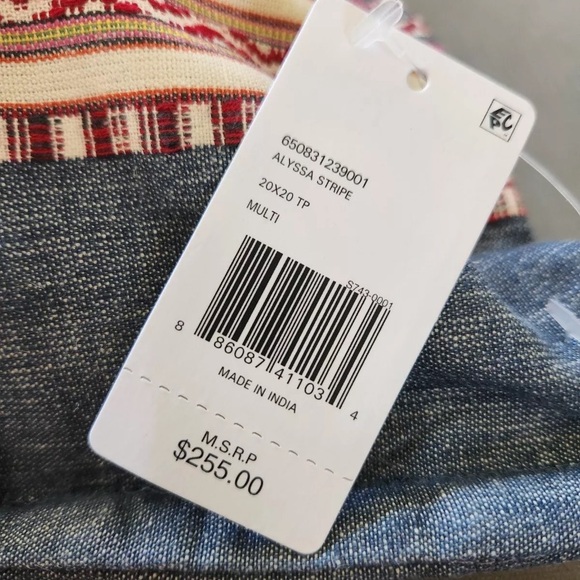 650831239001
ALYSSA STRIPE
20X20 TP
MULTI
S743-0001
8 86087 41103 4
MADE IN INDIA
M.S.R.P
$255.00